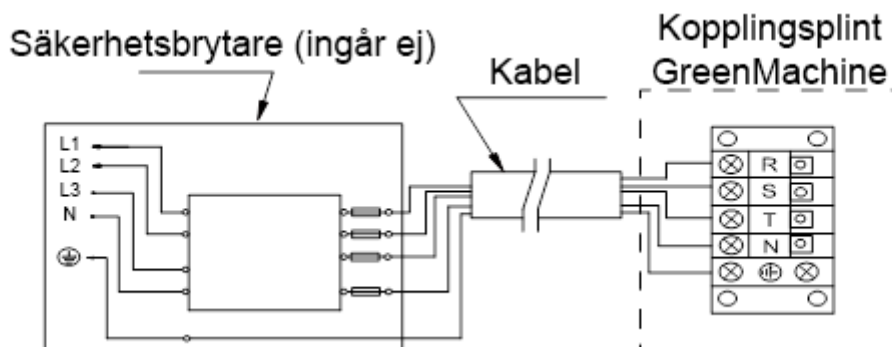 Säkerhetsbrytare (ingår ej)
Kabel
Kopplingsplint
GreenMachine
L1
L2
L3
N
R
S
T
N